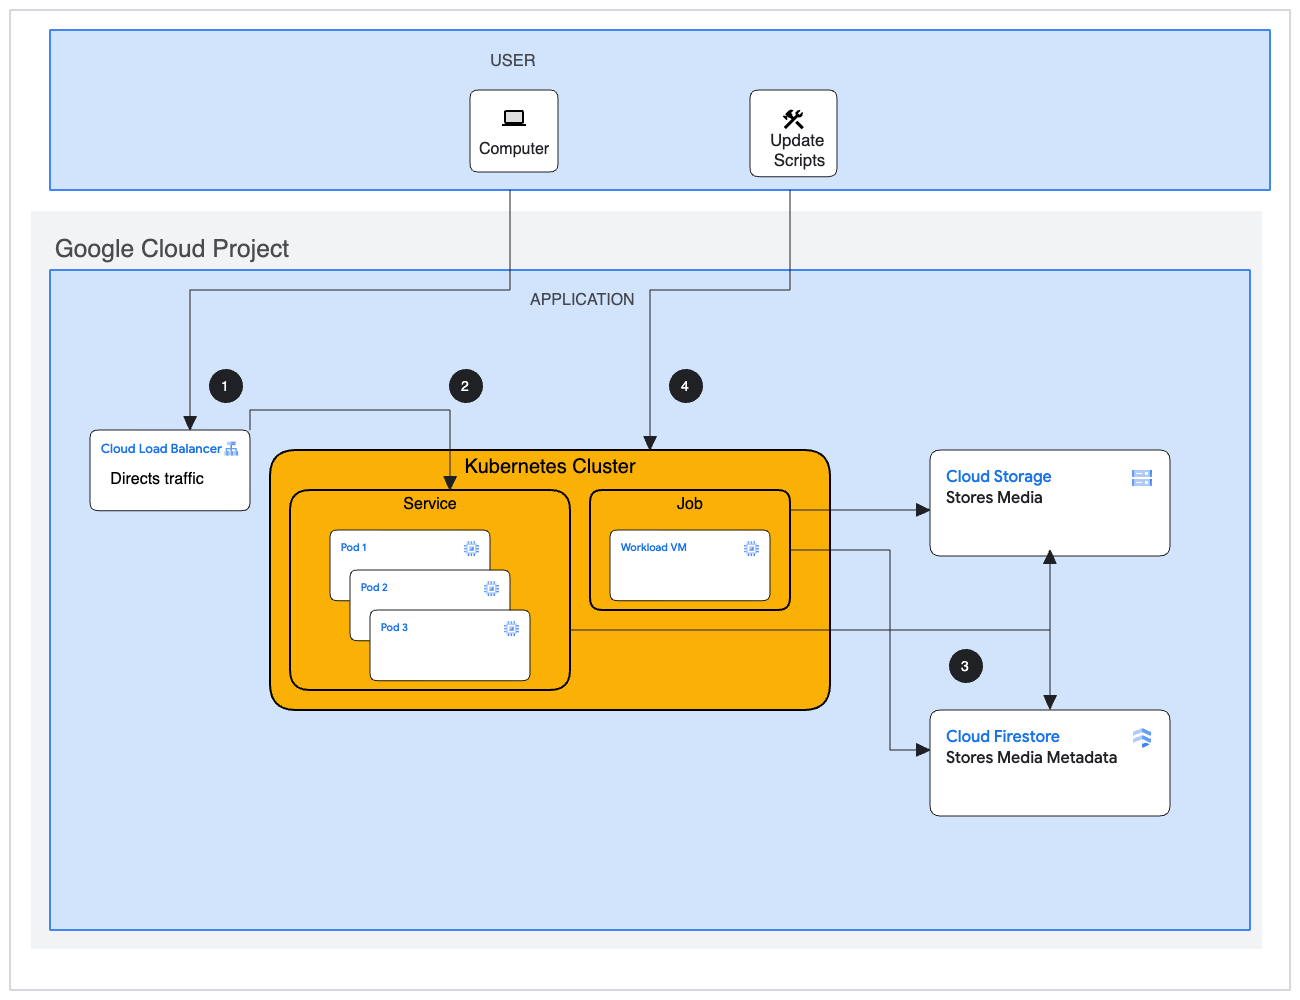 USER
Computer
Update
Scripts
Google Cloud Project
APPLICATION
1
2
4
Cloud Load Balancer
Directs traffic
Kubernetes Cluster
Service
Pod 1
Pod 2
Pod 3
Job
Workload VM
Cloud Storage
Stores Media
3
Cloud Firestore
Stores Media Metadata